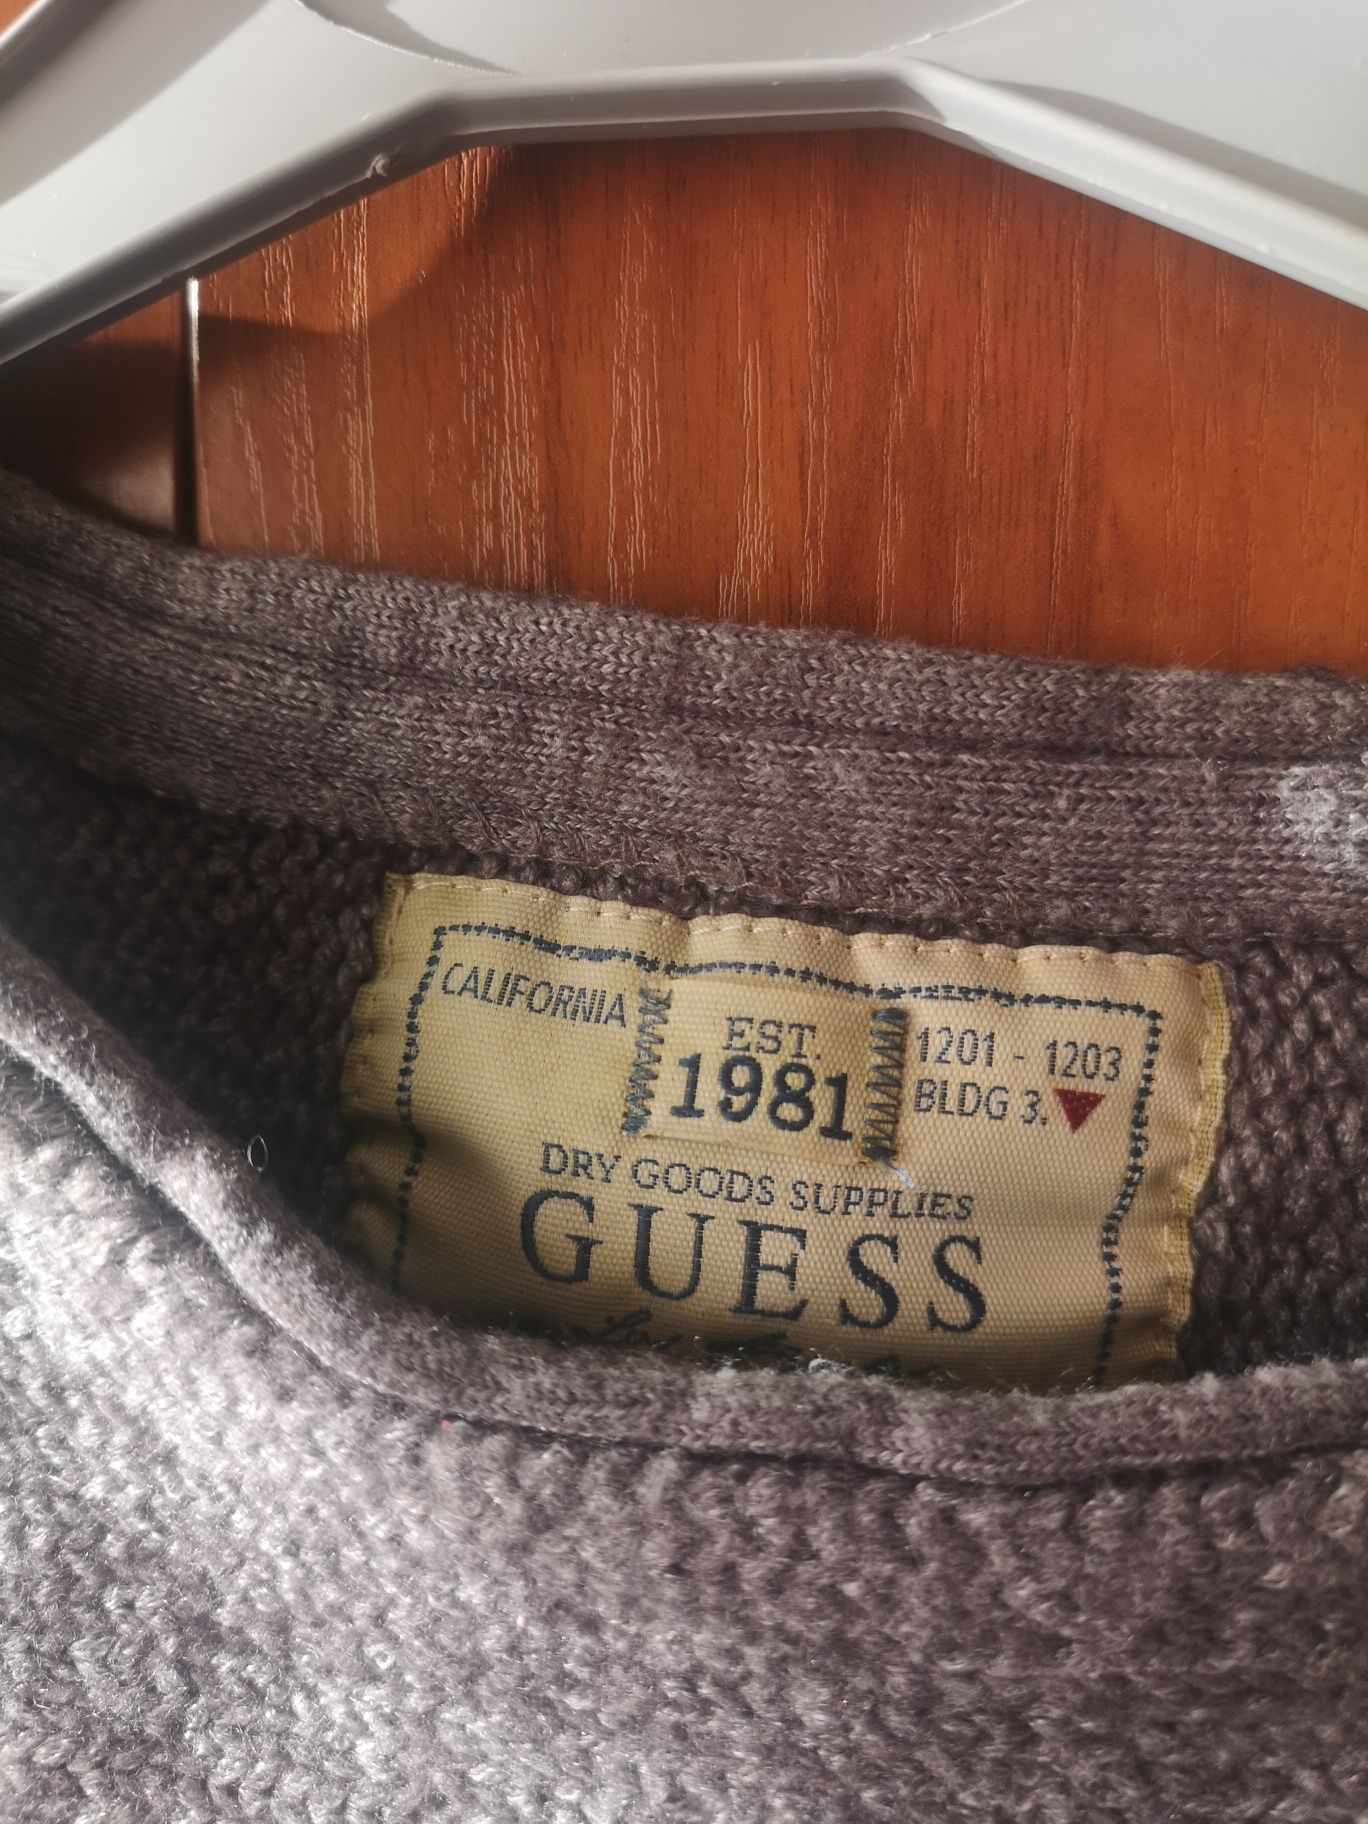 CALIFORNIA
EST.
1981
1201 - 1203
BLDG 3.
DRY GOODS SUPPLIES
GUESS